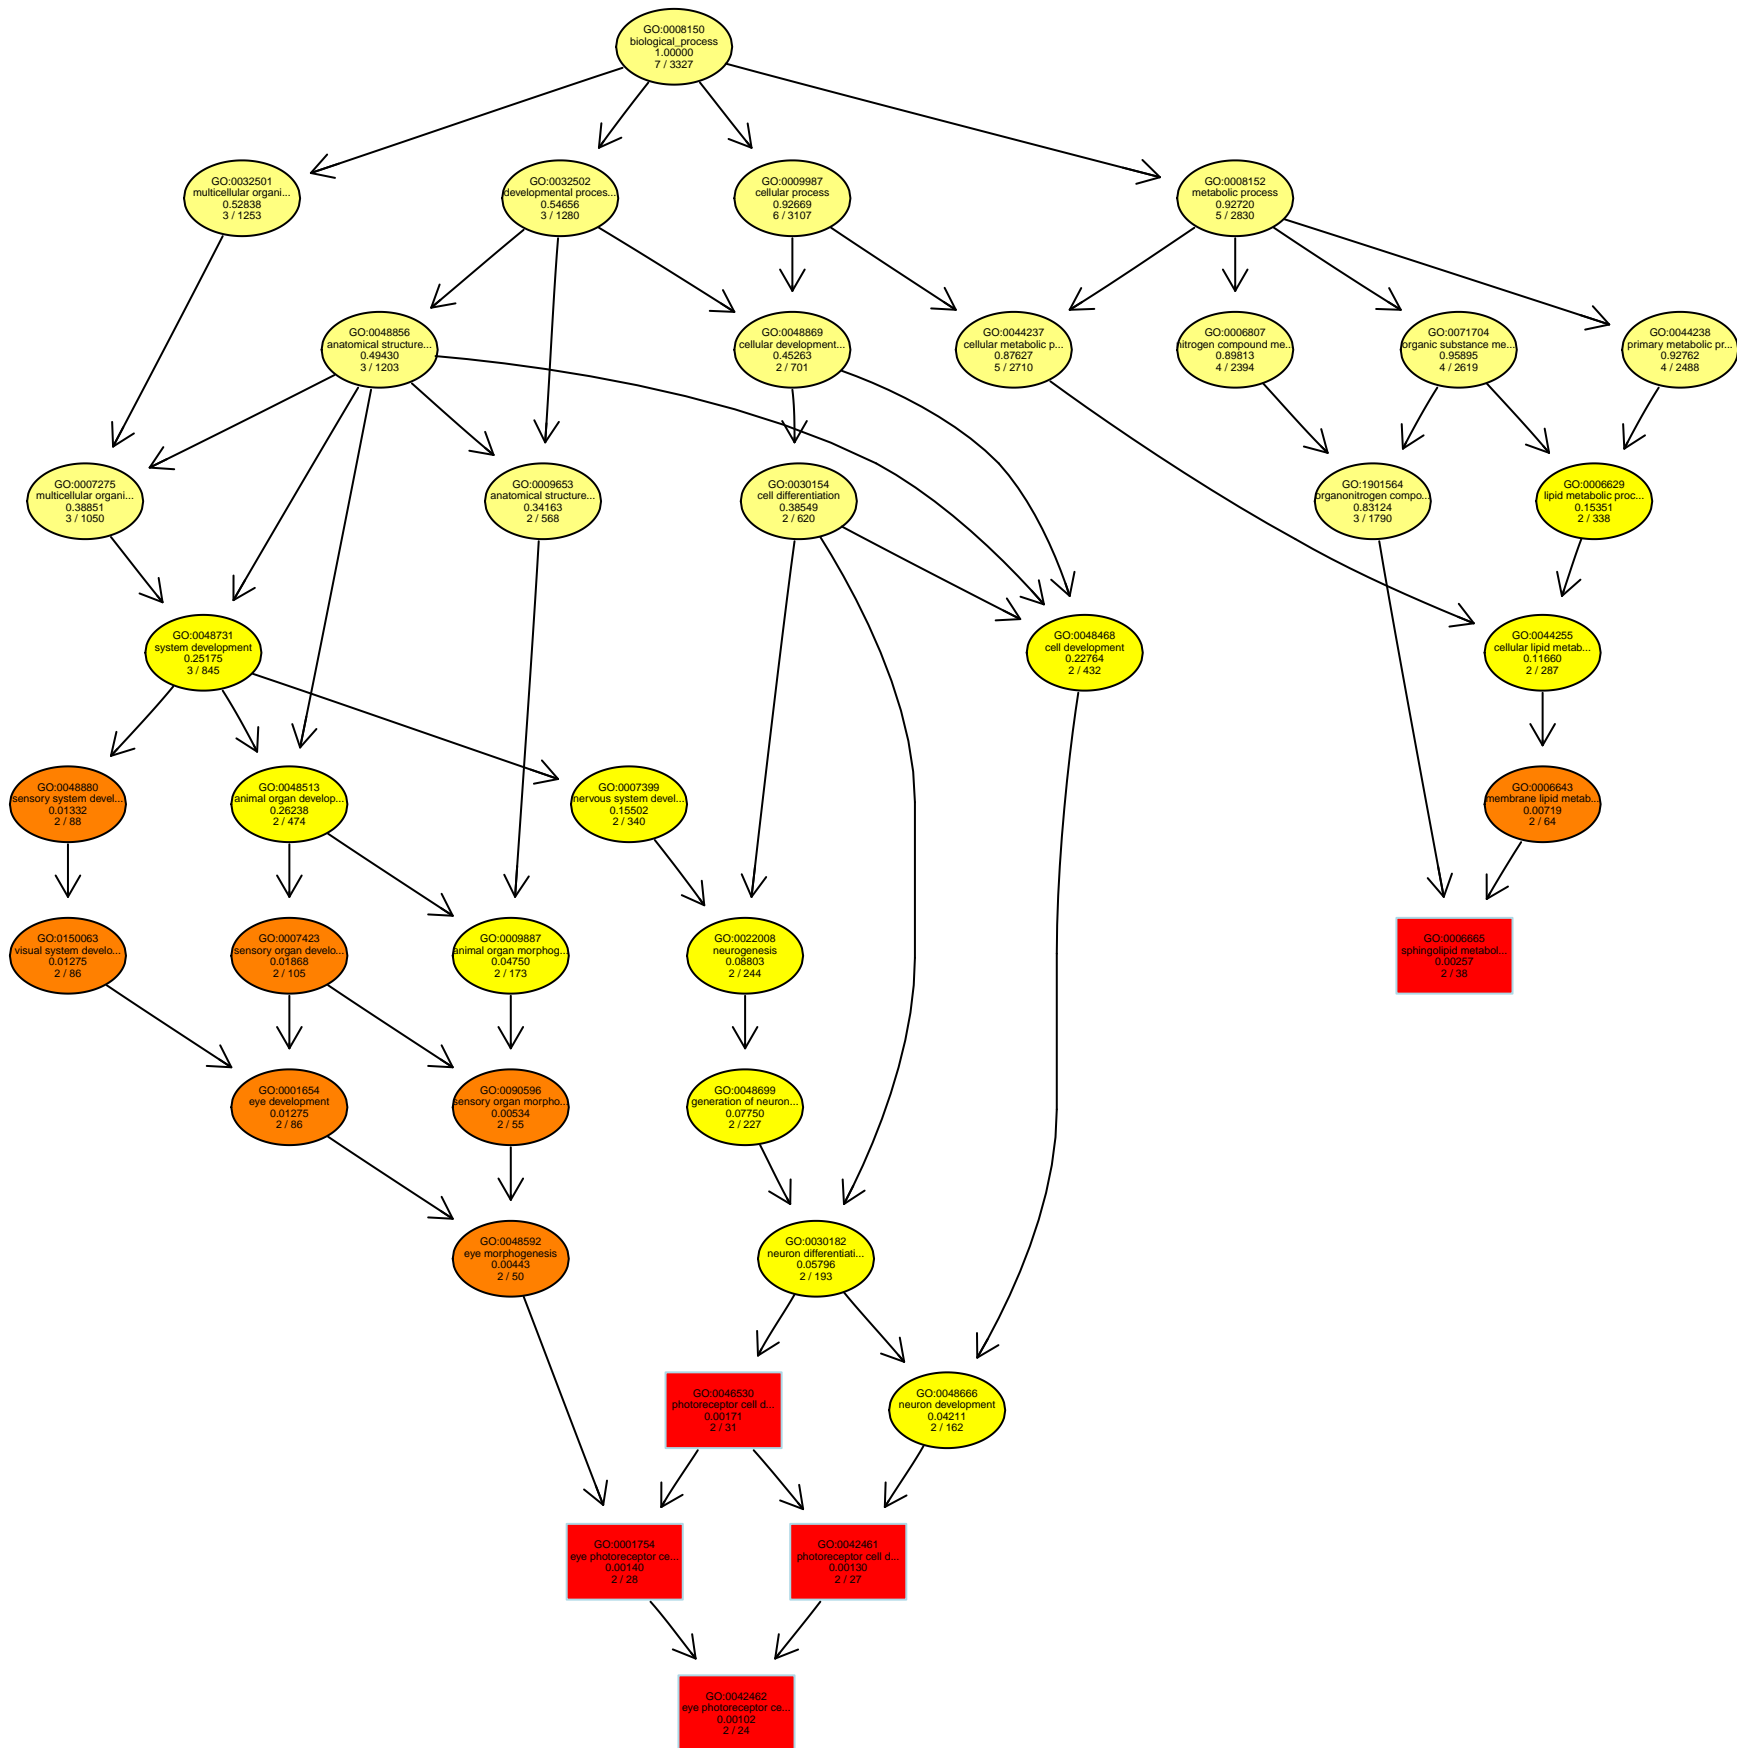 GO:0008150
biological_process
1.00000
7 / 3327
GO:0032501
multicellular organi...
0.52838
3 / 1253
GO:0032502
developmental proces...
0.54656
3 / 1280
GO:0009987
cellular process
0.92669
6 / 3107
GO:0008152
metabolic process
0.92720
5 / 2830
GO:0048856
anatomical structure...
0.49430
3 / 1203
GO:0048869
cellular development...
0.45263
2 / 701
GO:0044237
cellular metabolic p...
0.87627
5 / 2710
GO:0006807
nitrogen compound me...
0.89813
4 / 2394
GO:0071704
organic substance me...
0.95895
4 / 2619
GO:0044238
primary metabolic pr...
0.92762
4 / 2488
GO:0007275
multicellular organi...
0.38851
3 / 1050
GO:0009653
anatomical structure...
0.34163
2 / 568
GO:0030154
cell differentiation
0.38549
2 / 620
GO:1901564
organonitrogen compo...
0.83124
3 / 1790
GO:0006629
lipid metabolic proc...
0.15351
2 / 338
GO:0048731
system development
0.25175
3 / 845
GO:0048468
cell development
0.22764
2 / 432
GO:0044255
cellular lipid metab...
0.11660
2 / 287
GO:0048880
sensory system devel...
0.01332
2 / 88
GO:0048513
animal organ develop...
0.26238
2 / 474
GO:0007399
nervous system devel...
0.15502
2 / 340
GO:0006643
membrane lipid metab...
0.00719
2 / 64
GO:0150063
visual system develo...
0.01275
2 / 86
GO:0007423
sensory organ develo...
0.01868
2 / 105
GO:0009887
animal organ morphog...
0.04750
2 / 173
GO:0022008
neurogenesis
0.08803
2 / 244
GO:0006665
sphingolipid metabol...
0.00257
2 / 38
GO:0001654
eye development
0.01275
2 / 86
GO:0090596
sensory organ morpho...
0.00534
2 / 55
GO:0048699
generation of neuron...
0.07750
2 / 227
GO:0048592
eye morphogenesis
0.00443
2 / 50
GO:0030182
neuron differentiati...
0.05796
2 / 193
GO:0046530
photoreceptor cell d...
0.00171
2 / 31
GO:0048666
neuron development
0.04211
2 / 162
GO:0001754
eye photoreceptor ce...
0.00140
2 / 28
GO:0042461
photoreceptor cell d...
0.00130
2 / 27
GO:0042462
eye photoreceptor ce...
0.00102
2 / 24